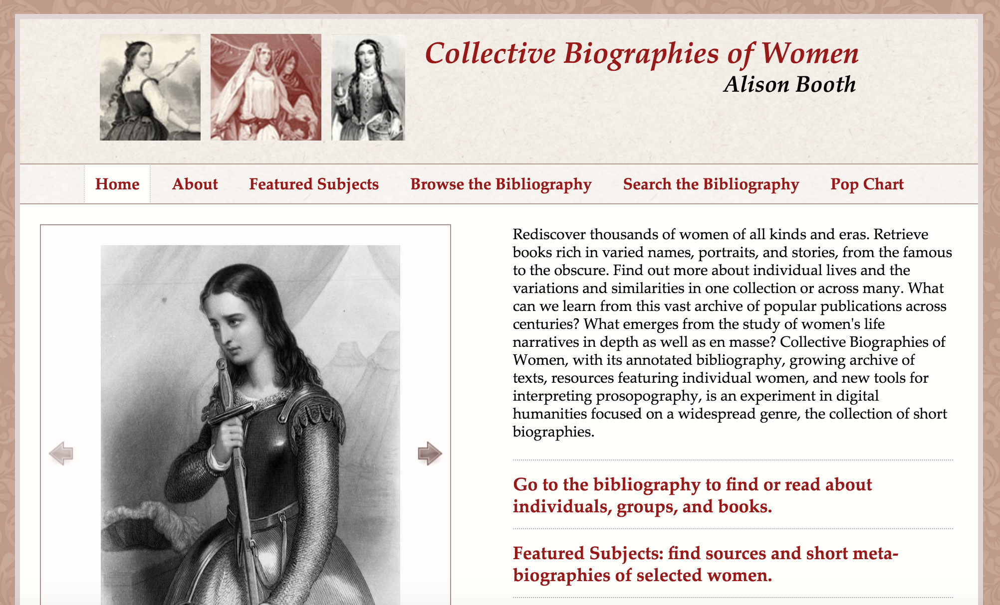 Collective Biographies of Women
Alison Booth
Home About Featured Subjects Browse the Bibliography Search the Bibliography Pop Chart
Rediscover thousands of women of all kinds and eras. Retrieve
books rich in varied names, portraits, and stories, from the famous
to the obscure. Find out more about individual lives and the
variations and similarities in one collection or across many. What
can we learn from this vast archive of popular publications across
centuries? What emerges from the study of women's life
narratives in depth as well as en masse? Collective Biographies of
Women, with its annotated bibliography, growing archive of
texts, resources featuring individual women, and new tools for
interpreting prosopography, is an experiment in digital
humanities focused on a widespread genre, the collection of short
biographies.
Go to the bibliography to find or read about
individuals, groups, and books.
Featured Subjects: find sources and short meta-
biographies of selected women.